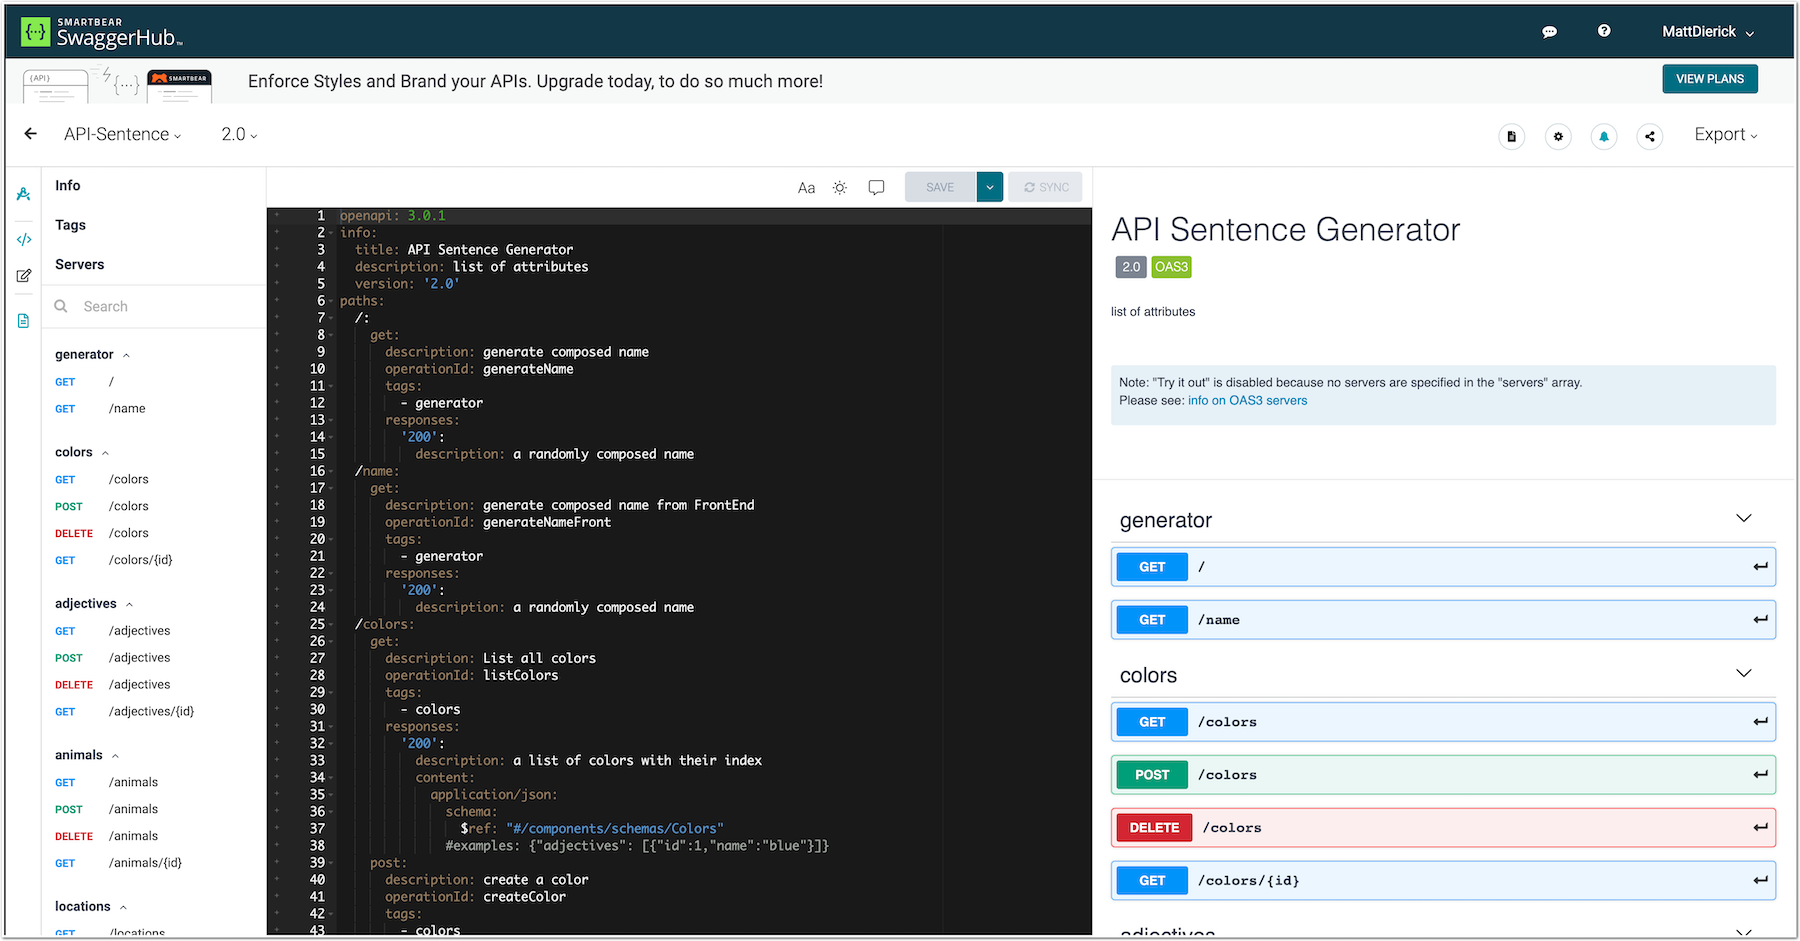 SMARTBEAR
SwaggerHub™
MattDierick
{API}
{...}
SMARTBEAR
Enforce Styles and Brand your APIs. Upgrade today, to do so much more!
VIEW PLANS
API-Sentence
2.0
Export
Info
Tags
Servers
Search
generator
GET /
GET /name
colors
GET /colors
POST /colors
DELETE /colors
GET /colors/{id}
adjectives
GET /adjectives
POST /adjectives
DELETE /adjectives
GET /adjectives/{id}
animals
GET /animals
POST /animals
DELETE /animals
GET /animals/{id}
locations
GET /locations
Aa
SAVE
SYNC
1 openapi: 3.0.1
2 info:
3 title: API Sentence Generator
4 description: list of attributes
5 version: '2.0'
6 paths:
7 /:
8 get:
9 description: generate composed name
10 operationId: generateName
11 tags:
12 - generator
13 responses:
14 '200':
15 description: a randomly composed name
16 /name:
17 get:
18 description: generate composed name from FrontEnd
19 operationId: generateNameFront
20 tags:
21 - generator
22 responses:
23 '200':
24 description: a randomly composed name
25 /colors:
26 get:
27 description: List all colors
28 operationId: listColors
29 tags:
30 - colors
31 responses:
32 '200':
33 description: a list of colors with their index
34 content:
35 application/json:
36 schema:
37 $ref: "#/components/schemas/Colors"
38 #examples: {"adjectives": [{"id":1,"name":"blue"}]}
39 post:
40 description: create a color
41 operationId: createColor
42 tags:
43 - colors
API Sentence Generator
2.0 OAS3
list of attributes
Note: "Try it out" is disabled because no servers are specified in the "servers" array.
Please see: info on OAS3 servers
generator
GET /
GET /name
colors
GET /colors
POST /colors
DELETE /colors
GET /colors/{id}
adjectives